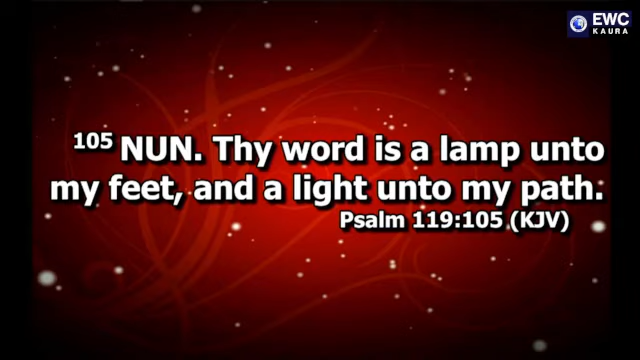 EWC
KAURA
105 NUN. Thy word is a lamp unto
my feet, and a light unto my path.
Psalm 119:105 (KJV)